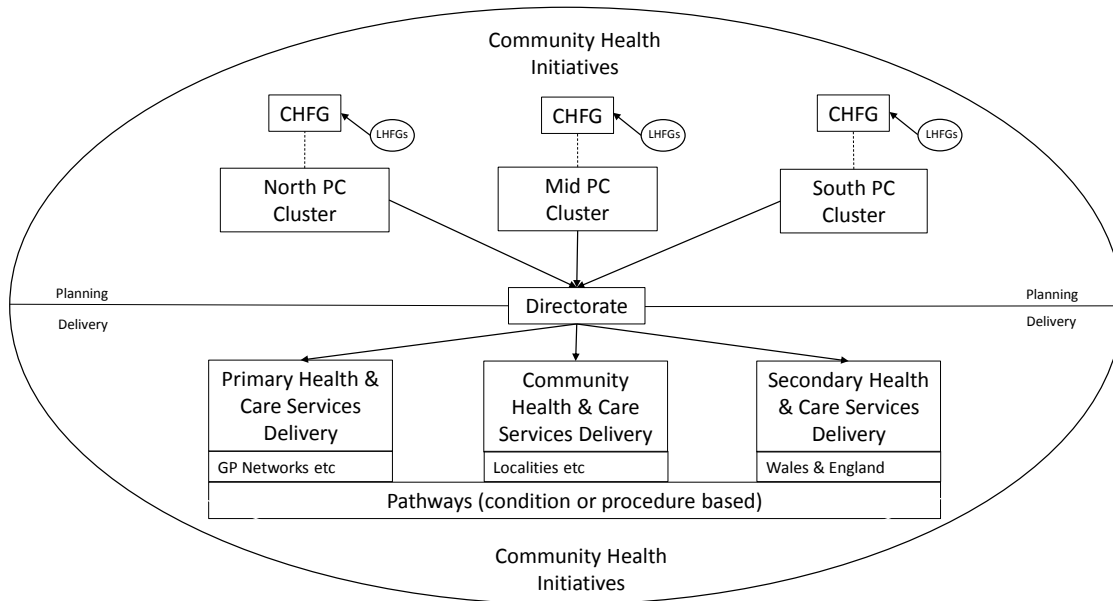 Community Health
Initiatives
CHFG
LHFGs
CHFG
LHFGs
CHFG
LHFGs
North PC
Cluster
Mid PC
Cluster
South PC
Cluster
Planning
Planning
Directorate
Delivery
Delivery
Primary Health &
Care Services
Delivery
GP Networks etc
Community
Health & Care
Services Delivery
Localities etc
Secondary Health
& Care Services
Delivery
Wales & England
Pathways (condition or procedure based)
Community Health
Initiatives